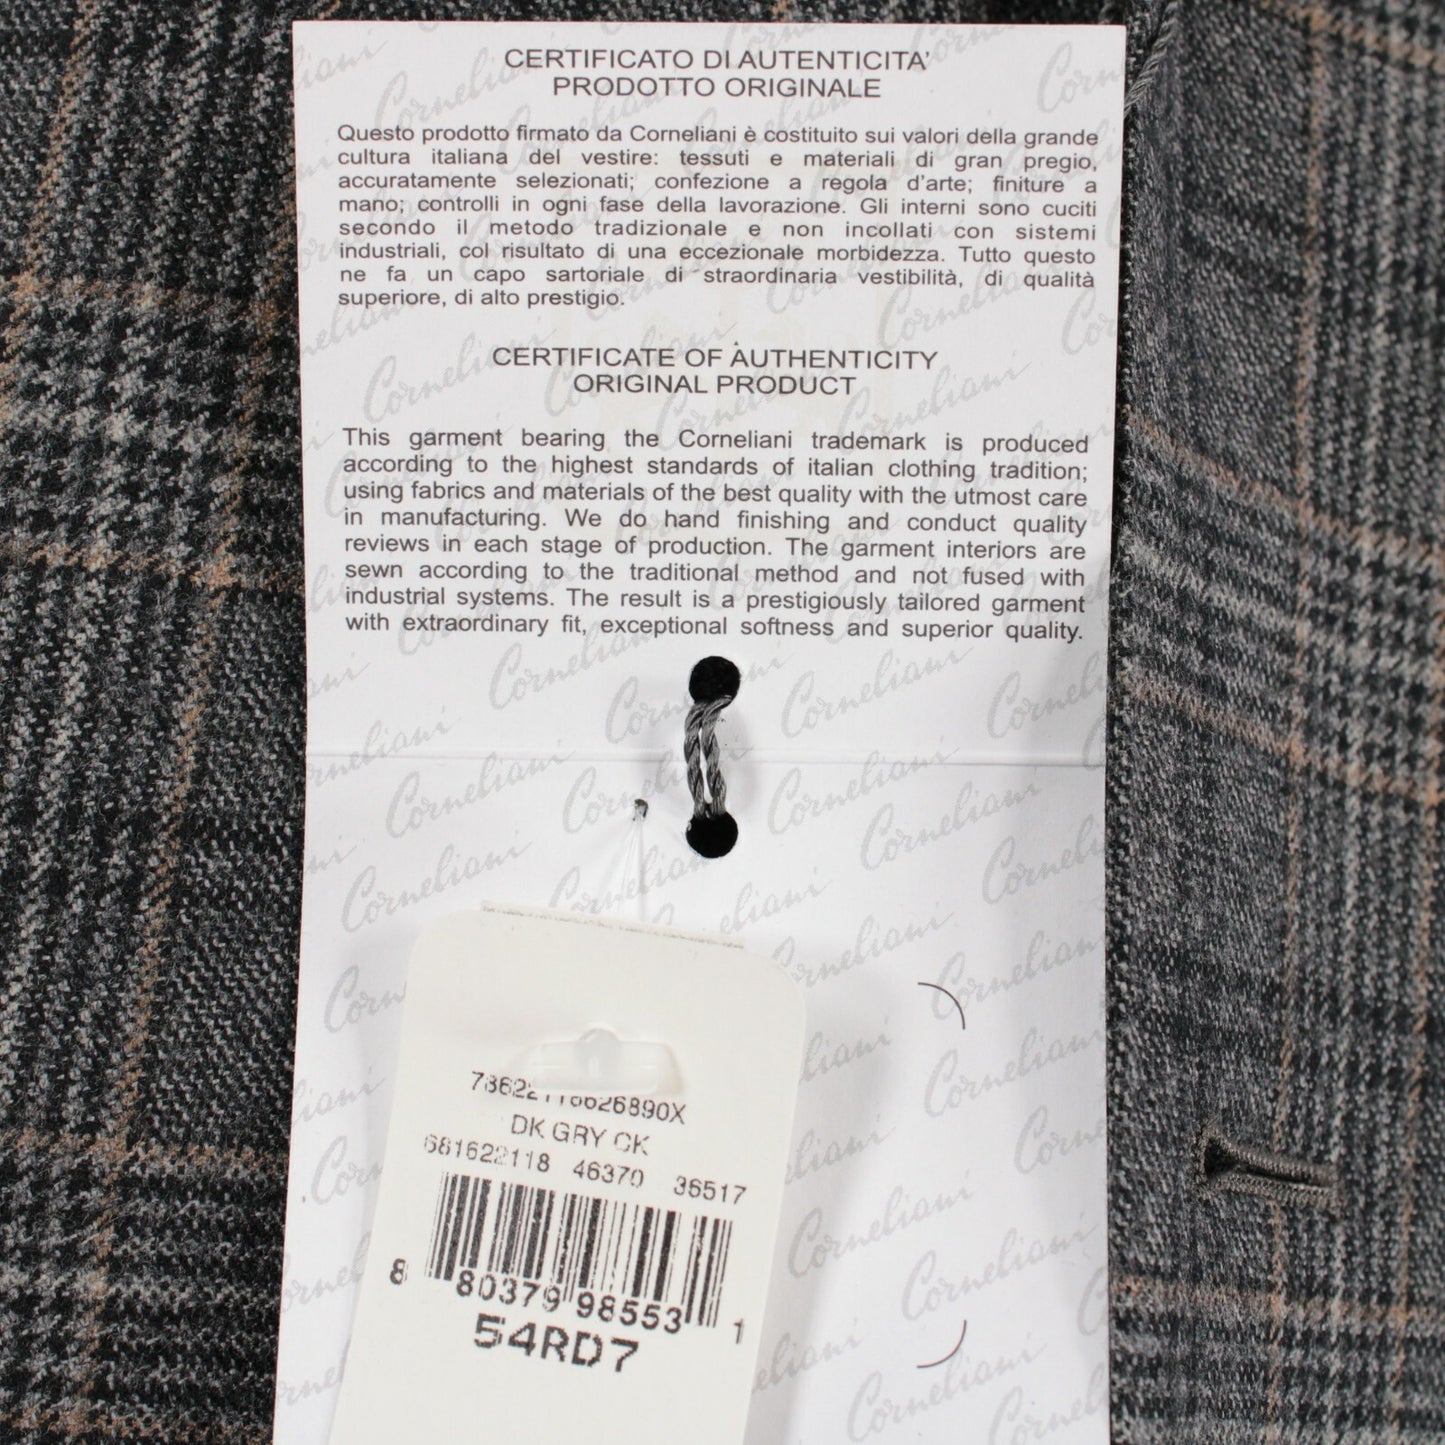 CERTIFICATO DI AUTENTICITA'
PRODOTTO ORIGINALE
Questo prodotto firmato da Corneliani è costituito sui valori della grande
cultura italiana del vestire: tessuti e materiali di gran pregio,
accuratamente selezionati; confezione a regola d'arte; finiture a
mano; controlli in ogni fase della lavorazione. Gli interni sono cuciti
secondo il metodo tradizionale e non incollati con sistemi
industriali, col risultato di una eccezionale morbidezza. Tutto questo
ne fa un capo sartoriale di straordinaria vestibilità, di qualità
superiore, di alto prestigio.
CERTIFICATE OF AUTHENTICITY
ORIGINAL PRODUCT
This garment bearing the Corneliani trademark is produced
according to the highest standards of italian clothing tradition;
using fabrics and materials of the best quality with the utmost care
in manufacturing. We do hand finishing and conduct quality
reviews in each stage of production. The garment interiors are
sewn according to the traditional method and not fused with
industrial systems. The result is a prestigiously tailored garment
with extraordinary fit, exceptional softness and superior quality.
DK GRY CK
681622118 46370 36517
8 80379 98553 1
54RD7